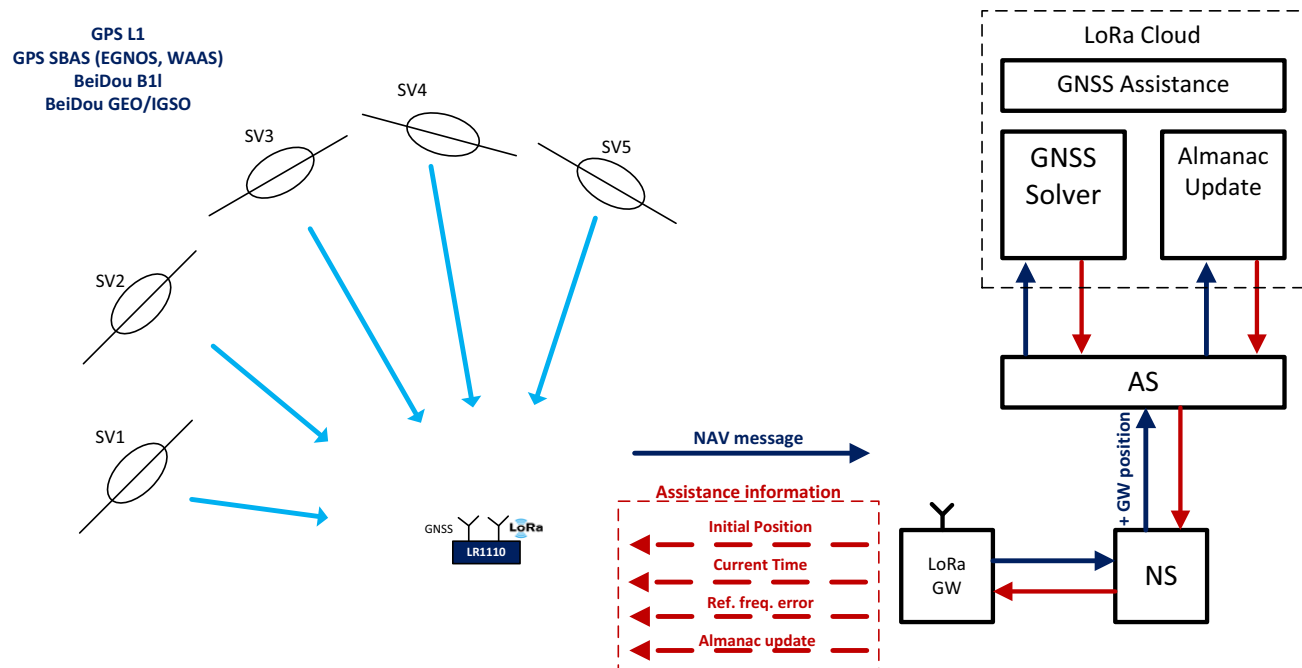 GPS L1
GPS SBAS (EGNOS, WAAS)
BeiDou B1I
BeiDou GEO/IGSO
SV1
SV2
SV3
SV4
SV5
GNSS
LoRa
LR1110
NAV message
Assistance information
Initial Position
Current Time
Ref. freq. error
Almanac update
LoRa
GW
NS
+ GW position
AS
LoRa Cloud
GNSS Assistance
GNSS
Solver
Almanac
Update